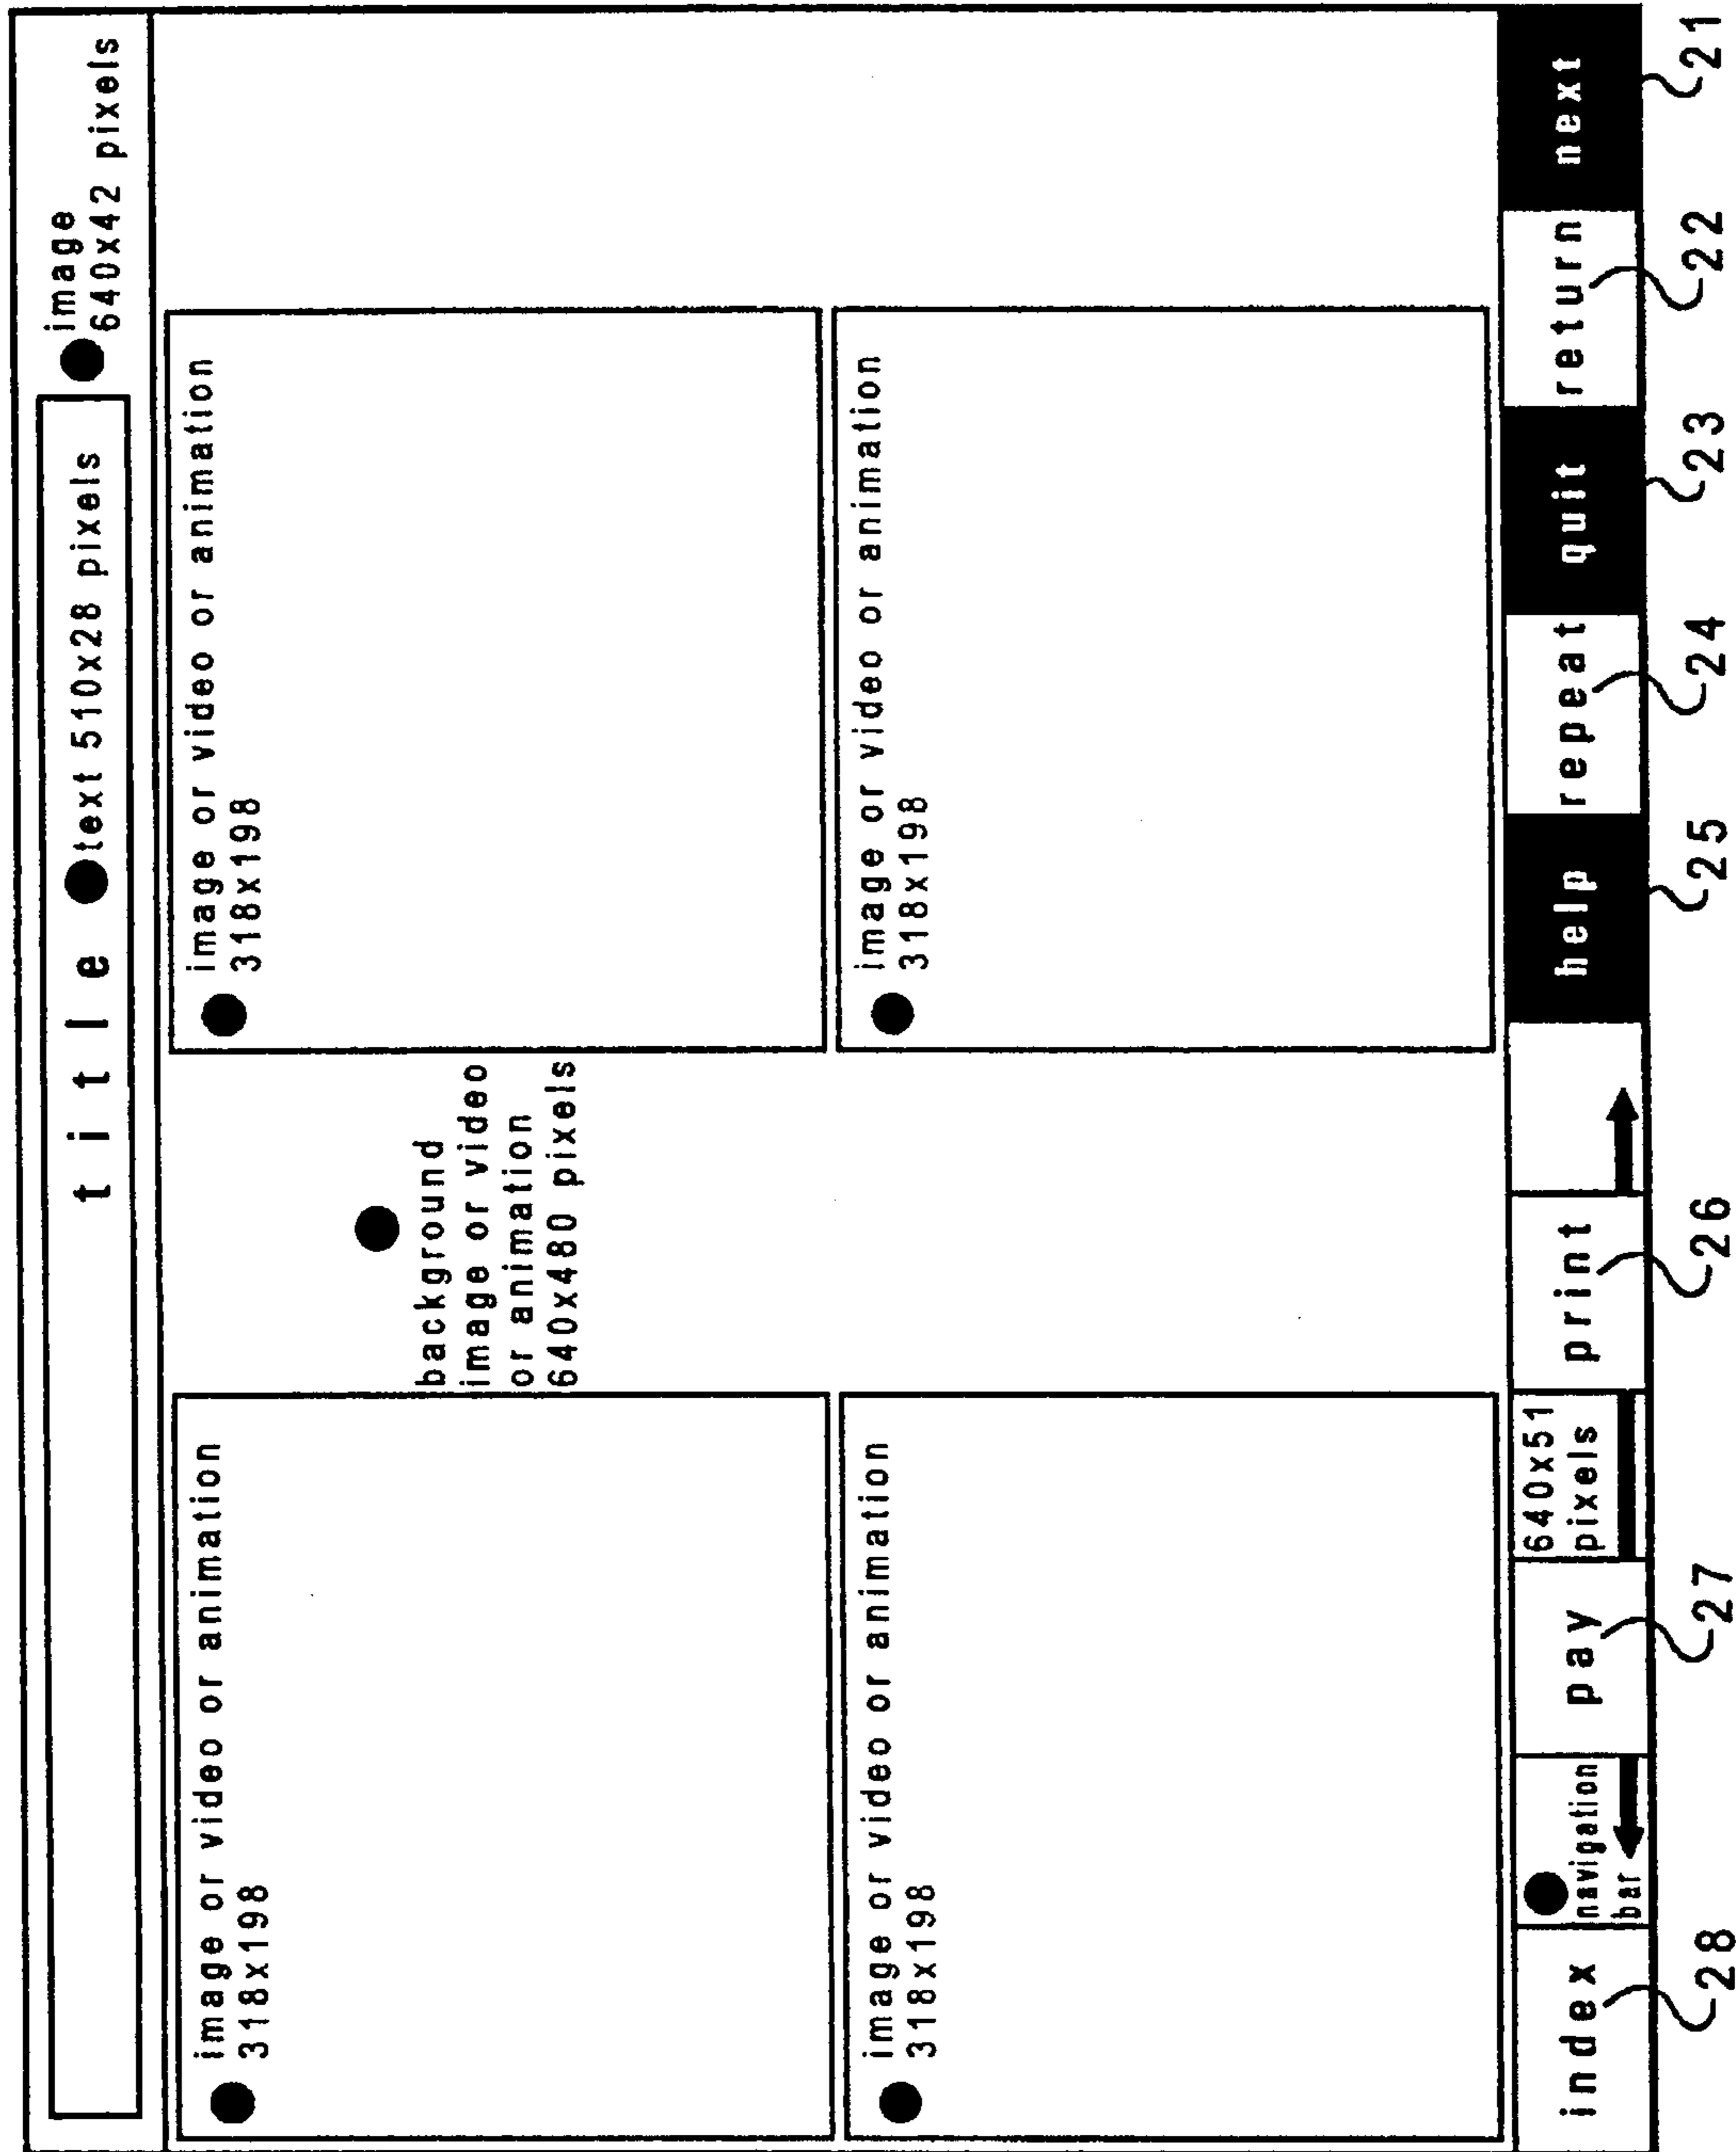 title ●text 510x28 pixels
●image
640x42 pixels
●image or video or animation
318x198
●image or video or animation
318x198
●
background
image or video
or animation
640x480 pixels
●image or video or animation
318x198
●image or video or animation
318x198
index
●
navigation
bar
pay
640x51
pixels
print
help
repeat
quit
return
next
28
27
26
25
24
23
22
21